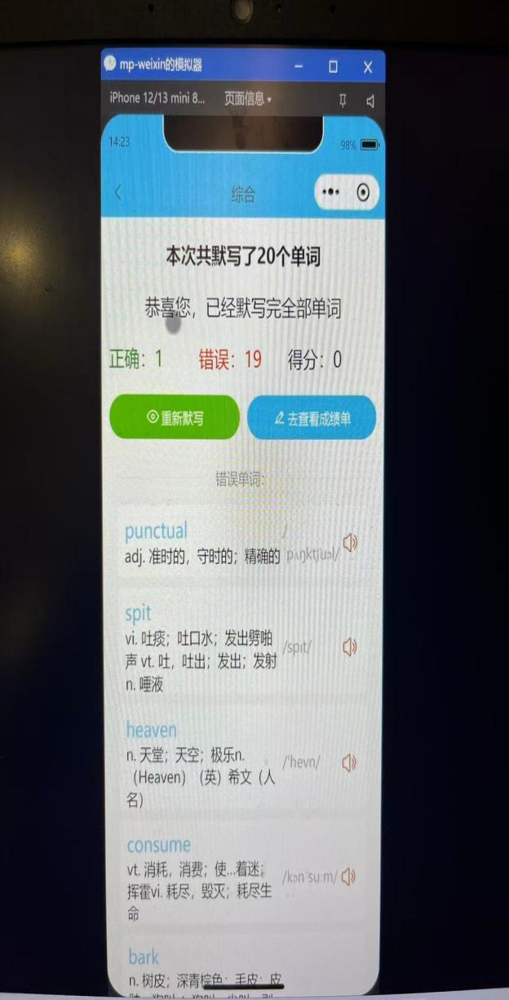 mp-weixin的模拟器
iPhone 12/13 mini 8... 页面信息
14:23 98%
综合
本次共默写了20个单词
恭喜您，已经默写完全部单词
正确：1 错误：19 得分：0
重新默写 去查看成绩单
错误单词：
punctual /
adj. 准时的，守时的；精确的 pʌŋktʃuəl/
spit
vi. 吐痰；吐口水；发出劈啪
声 vt. 吐，吐出；发出；发射 /spɪt/
n. 唾液
heaven
n. 天堂；天空；极乐n. /ˈhevn/
（Heaven）（英）希文（人
名）
consume
vt. 消耗，消费；使...着迷；
挥霍vi. 耗尽，毁灭；耗尽生 /kənˈsuːm/
命
bark
n. 树皮；深青棕色；毛皮；皮